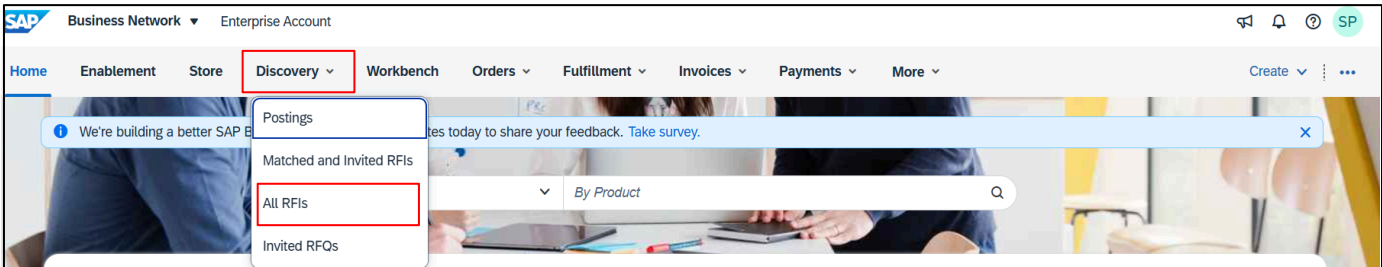 SAP Business Network Enterprise Account SP
Home Enablement Store Discovery Workbench Orders Fulfillment Invoices Payments More Create
Postings
We're building a better SAP B tes today to share your feedback. Take survey.
Matched and Invited RFIs
By Product
All RFIs
Invited RFQs